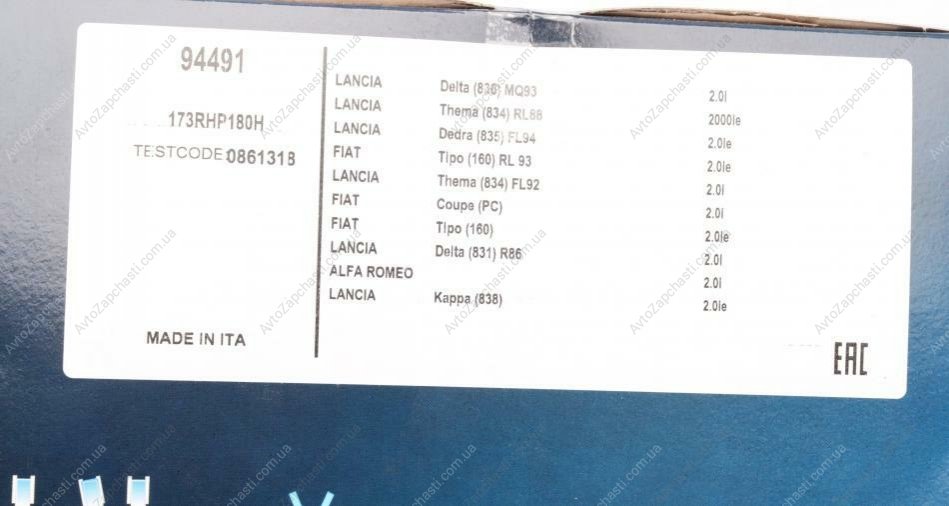 94491
173RHP180H
TESTCODE:0861318
MADE IN ITA
LANCIA Delta (836) MQ93 2.0l
LANCIA Thema (834) RL88 2000ie
LANCIA Dedra (835) FL94 2.0ie
FIAT Tipo (160) RL 93 2.0ie
LANCIA Thema (834) FL92 2.0l
FIAT Coupe (PC) 2.0l
FIAT Tipo (160) 2.0ie
LANCIA Delta (831) R86 2.0l
ALFA ROMEO 2.0l
LANCIA Kappa (838) 2.0ie
EAC
AvtoZapchasti.com.ua